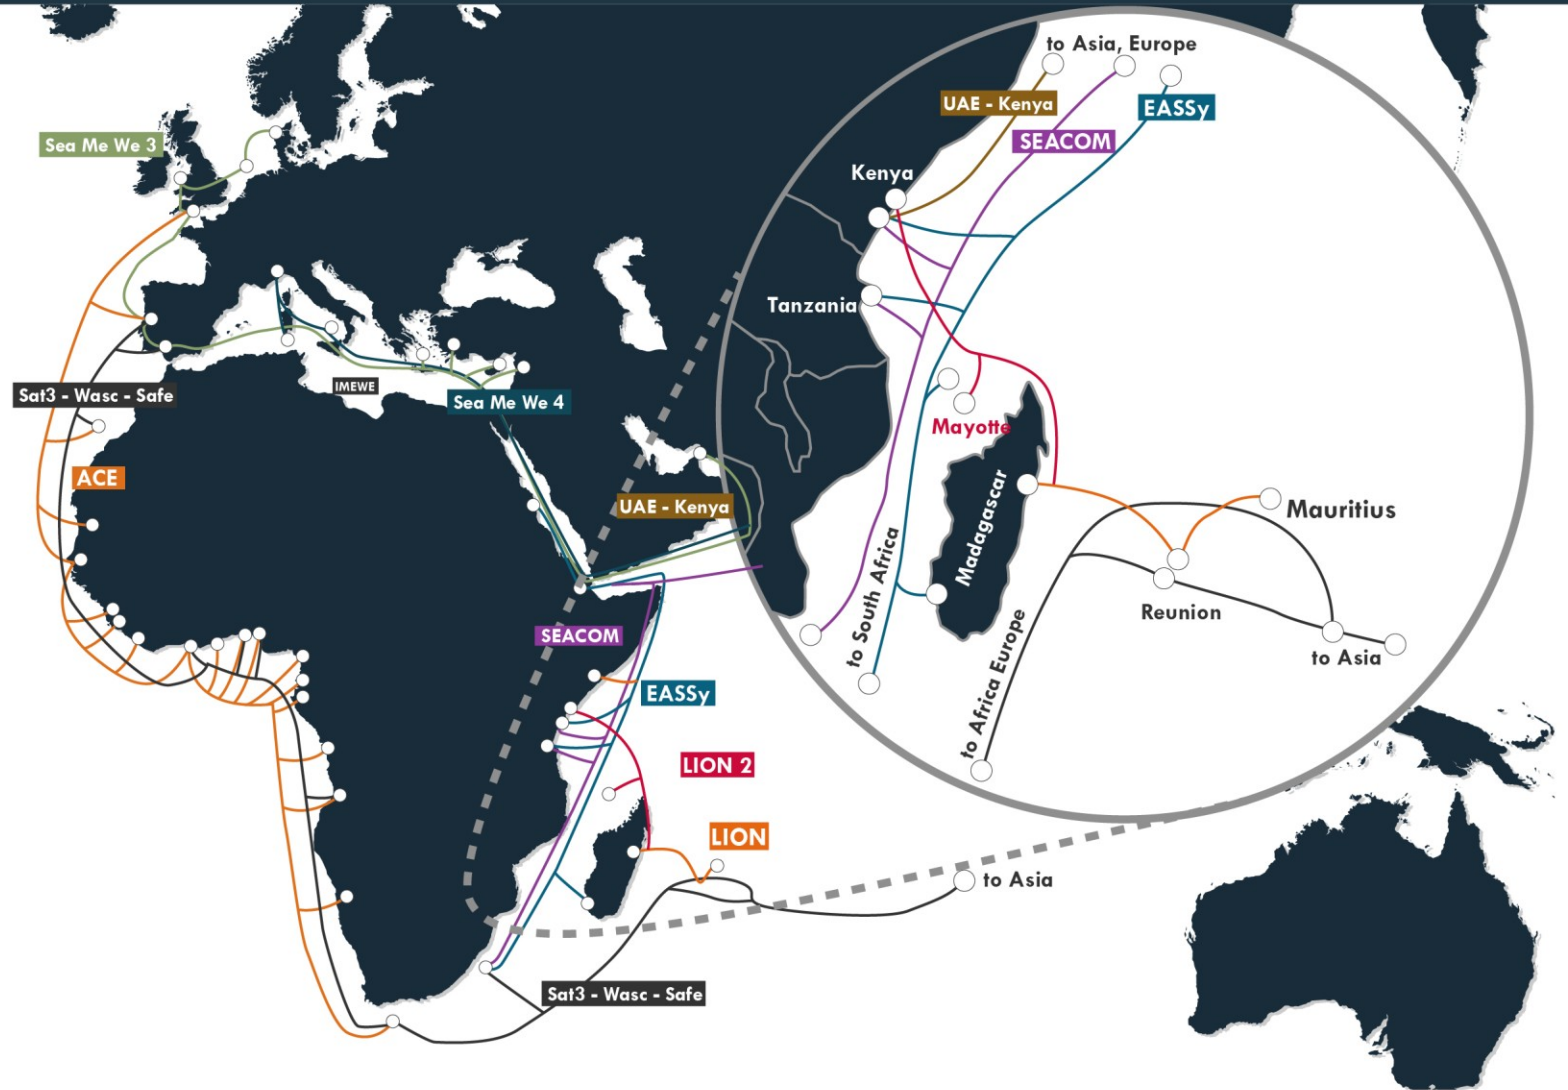 to Asia, Europe
UAE - Kenya
EASSy
SEACOM
Sea Me We 3
Kenya
Tanzania
Sat3 - Wasc - Safe
IMEWE
Sea Me We 4
Mayotte
ACE
UAE - Kenya
Madagascar
Mauritius
to South Africa
Reunion
SEACOM
to Africa Europe
to Asia
EASSy
LION 2
LION
to Asia
Sat3 - Wasc - Safe